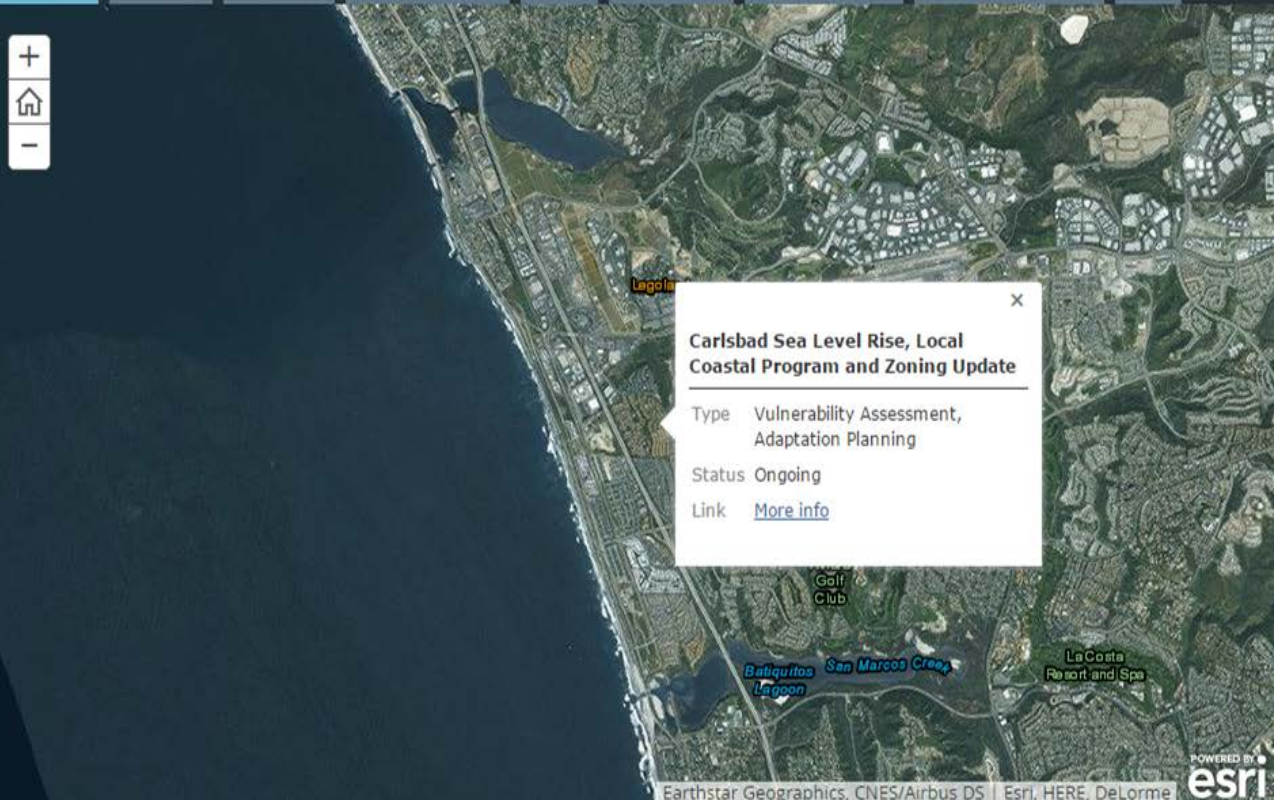 +
−
Legola
×
Carlsbad Sea Level Rise, Local
Coastal Program and Zoning Update
Type Vulnerability Assessment,
Adaptation Planning
Status Ongoing
Link More info
Golf
Club
Batiquitos San Marcos Creek
Lagoon
La Costa
Resort and Spa
POWERED BY
esri
Earthstar Geographics, CNES/Airbus DS | Esri, HERE, DeLorme